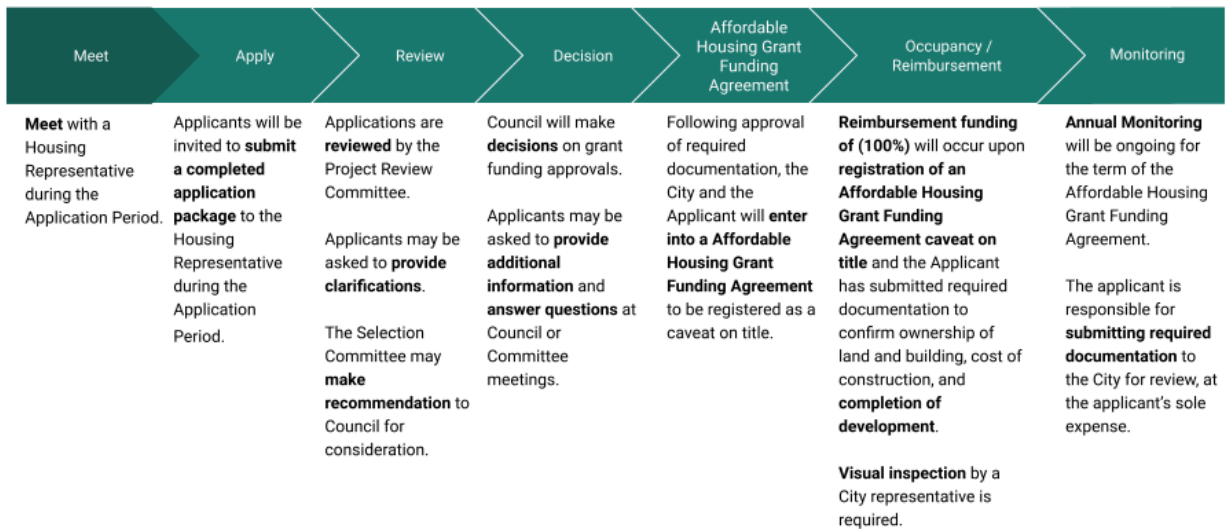 Meet
Apply
Review
Decision
Affordable
Housing Grant
Funding
Agreement
Occupancy /
Reimbursement
Monitoring
Meet with a
Housing
Representative
during the
Application Period.
Applicants will be
invited to submit
a completed
application
package to the
Housing
Representative
during the
Application
Period.
Applications are
reviewed by the
Project Review
Committee.
Applicants may be
asked to provide
clarifications.
The Selection
Committee may
make
recommendation to
Council for
consideration.
Council will make
decisions on grant
funding approvals.
Applicants may be
asked to provide
additional
information and
answer questions at
Council or
Committee
meetings.
Following approval
of required
documentation, the
City and the
Applicant will enter
into a Affordable
Housing Grant
Funding Agreement
to be registered as a
caveat on title.
Reimbursement funding
of (100%) will occur upon
registration of an
Affordable Housing
Grant Funding
Agreement caveat on
title and the Applicant
has submitted required
documentation to
confirm ownership of
land and building, cost of
construction, and
completion of
development.
Visual inspection by a
City representative is
required.
Annual Monitoring
will be ongoing for
the term of the
Affordable Housing
Grant Funding
Agreement.
The applicant is
responsible for
submitting required
documentation to
the City for review, at
the applicant's sole
expense.